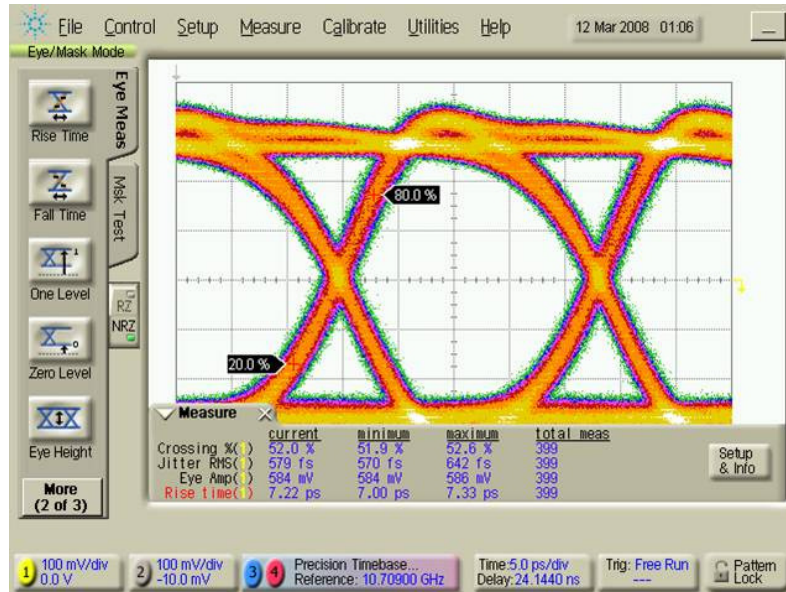 File Control Setup Measure Calibrate Utilities Help 12 Mar 2008 01:06
Eye/Mask Mode
Eye Meas
Msk Test
Rise Time
Fall Time
One Level
Zero Level
Eye Height
More
(2 of 3)
RZ
NRZ
80.0 %
20.0 %
Measure
current minimum maximum total meas
Crossing %(1) 52.0 % 51.9 % 52.6 % 399
Jitter RMS(1) 579 fs 570 fs 642 fs 399
Eye Amp(1) 584 mV 584 mV 586 mV 399
Rise time(1) 7.22 ps 7.00 ps 7.33 ps 399
Setup
& Info
1 100 mV/div
0.0 V
2 100 mV/div
-10.0 mV
3 4 Precision Timebase...
Reference: 10.70900 GHz
Time:5.0 ps/div
Delay:24.1440 ns
Trig: Free Run
---
Pattern
Lock